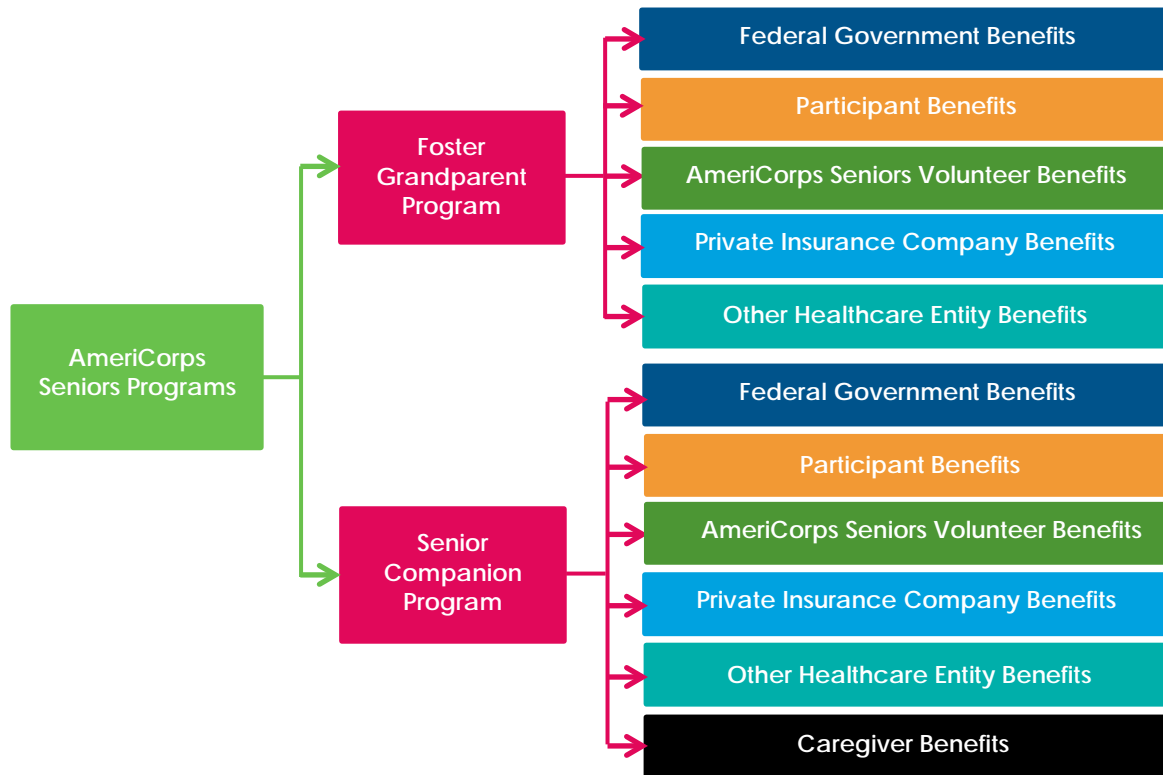 AmeriCorps
Seniors Programs
Foster
Grandparent
Program
Federal Government Benefits
Participant Benefits
AmeriCorps Seniors Volunteer Benefits
Private Insurance Company Benefits
Other Healthcare Entity Benefits
Senior
Companion
Program
Federal Government Benefits
Participant Benefits
AmeriCorps Seniors Volunteer Benefits
Private Insurance Company Benefits
Other Healthcare Entity Benefits
Caregiver Benefits